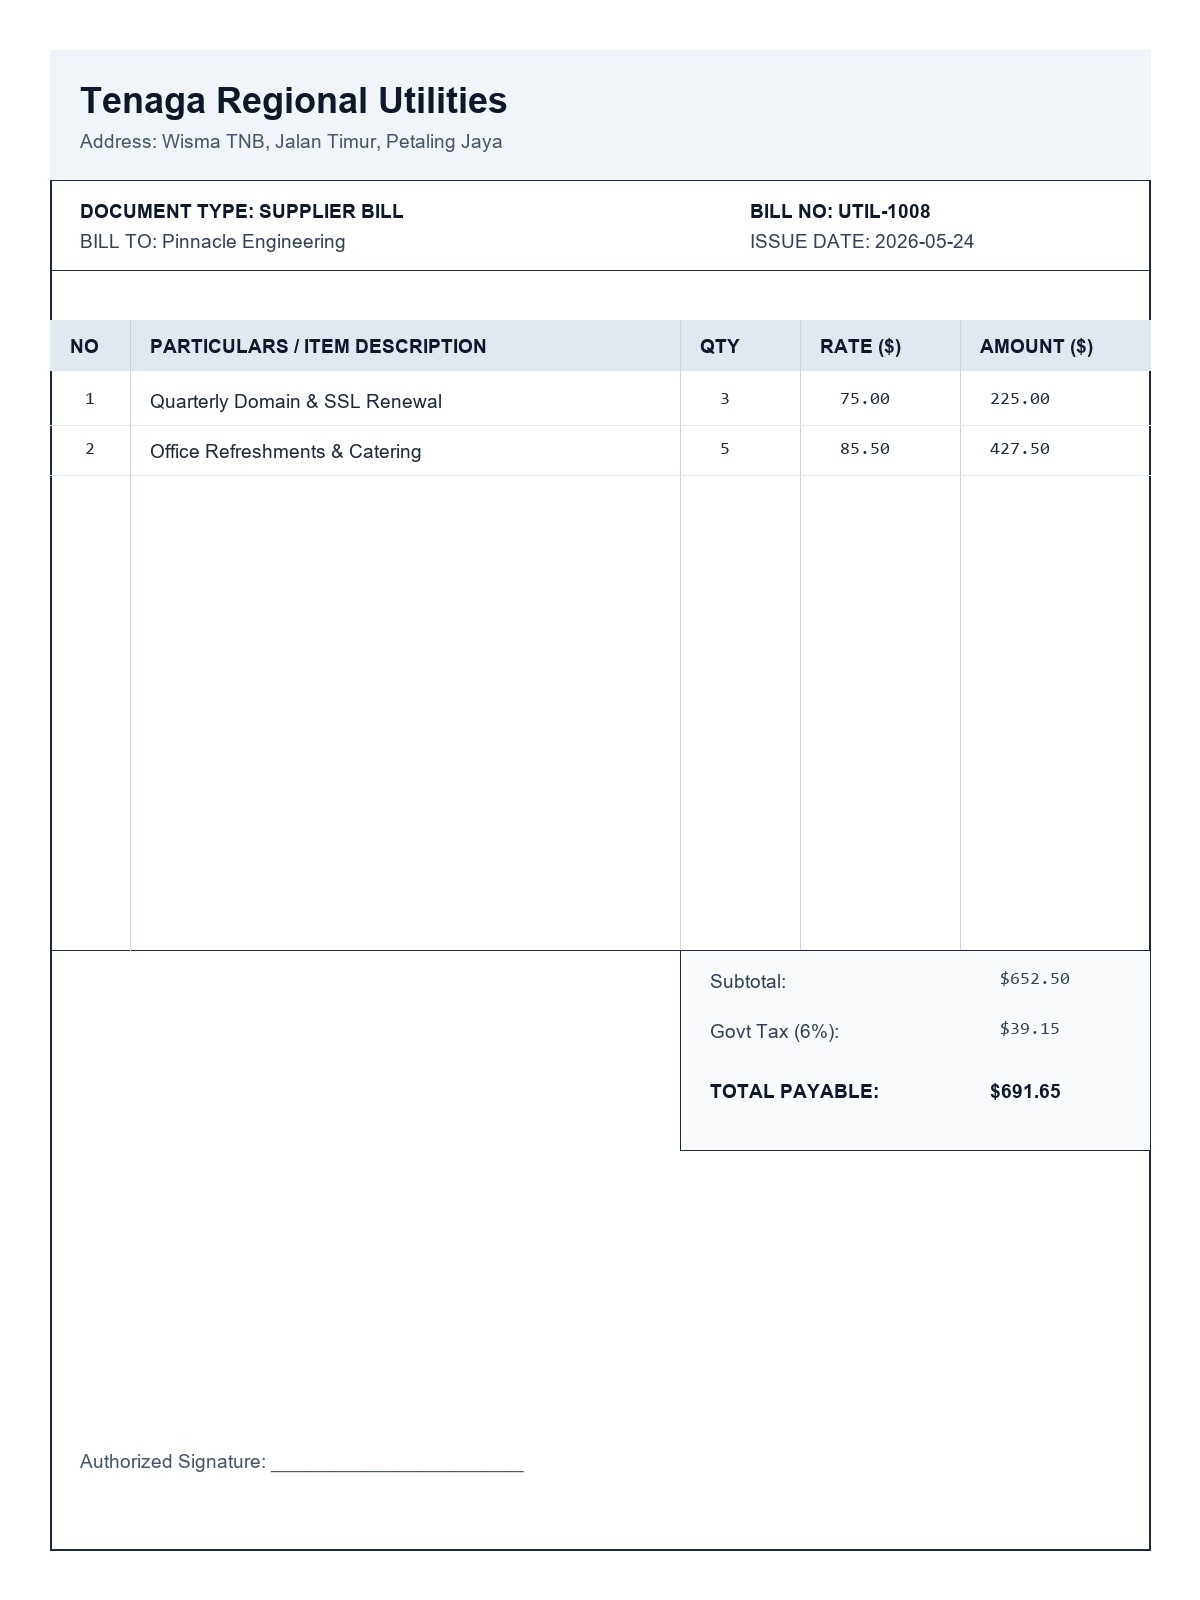 Tenaga Regional Utilities
Address: Wisma TNB, Jalan Timur, Petaling Jaya
DOCUMENT TYPE: SUPPLIER BILL BILL NO: UTIL-1008
BILL TO: Pinnacle Engineering ISSUE DATE: 2026-05-24
NO PARTICULARS / ITEM DESCRIPTION QTY RATE ($) AMOUNT ($)
1 Quarterly Domain & SSL Renewal 3 75.00 225.00
2 Office Refreshments & Catering 5 85.50 427.50
Subtotal: $652.50
Govt Tax (6%): $39.15
TOTAL PAYABLE: $691.65
Authorized Signature: ________________________